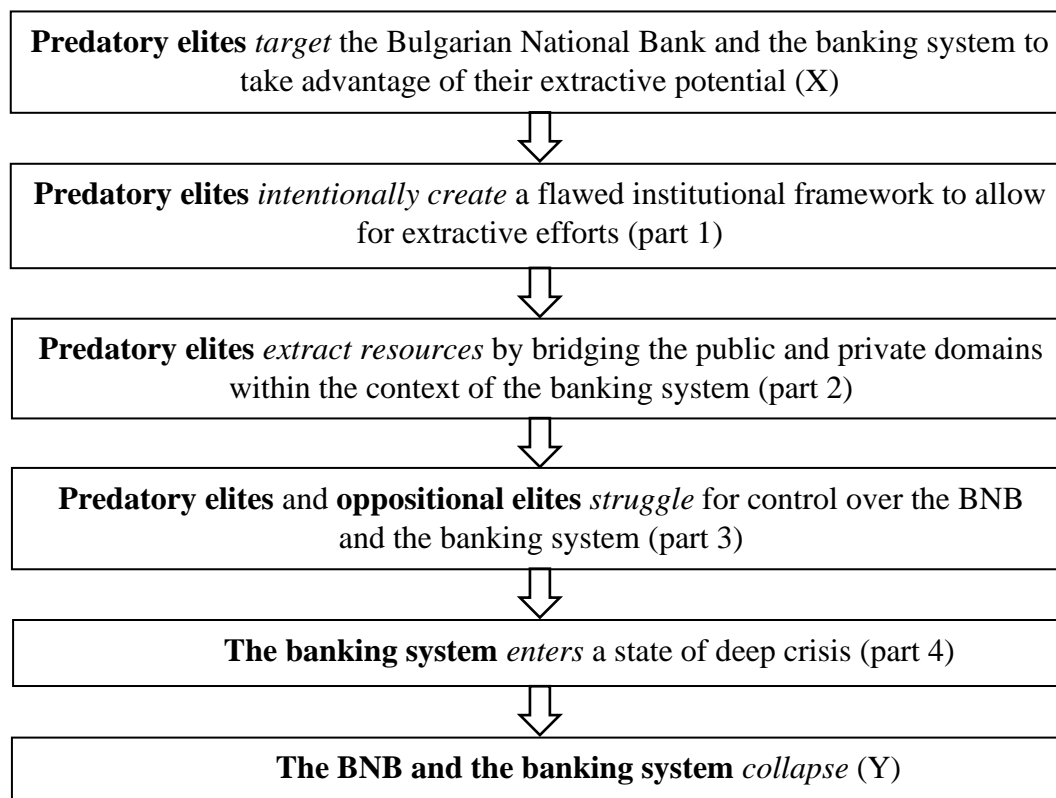 Predatory elites target the Bulgarian National Bank and the banking system to
take advantage of their extractive potential (X)
Predatory elites intentionally create a flawed institutional framework to allow
for extractive efforts (part 1)
Predatory elites extract resources by bridging the public and private domains
within the context of the banking system (part 2)
Predatory elites and oppositional elites struggle for control over the BNB
and the banking system (part 3)
The banking system enters a state of deep crisis (part 4)
The BNB and the banking system collapse (Y)